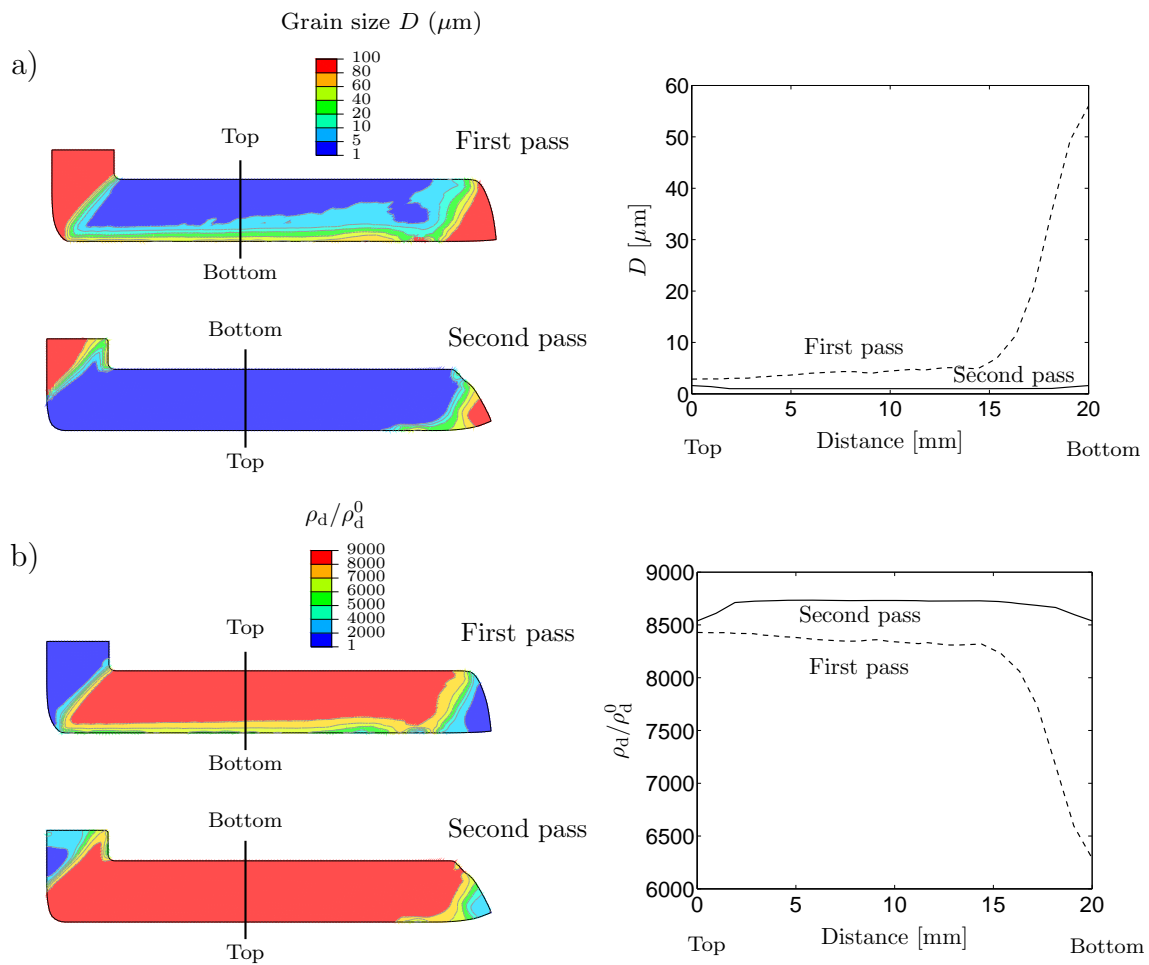 Grain size D (μm)
a)
100
80
60
40
20
10
5
1
Top
First pass
Bottom
Bottom
Second pass
Top
60
50
40
30
20
10
0
D [μm]
First pass
Second pass
0 5 10 15 20
Top Distance [mm] Bottom
ρd/ρd0
b)
9000
8000
7000
6000
5000
4000
2000
1
Top
First pass
Bottom
Bottom
Second pass
Top
9000
8500
8000
7500
7000
6500
6000
ρd/ρd0
Second pass
First pass
0 5 10 15 20
Top Distance [mm] Bottom